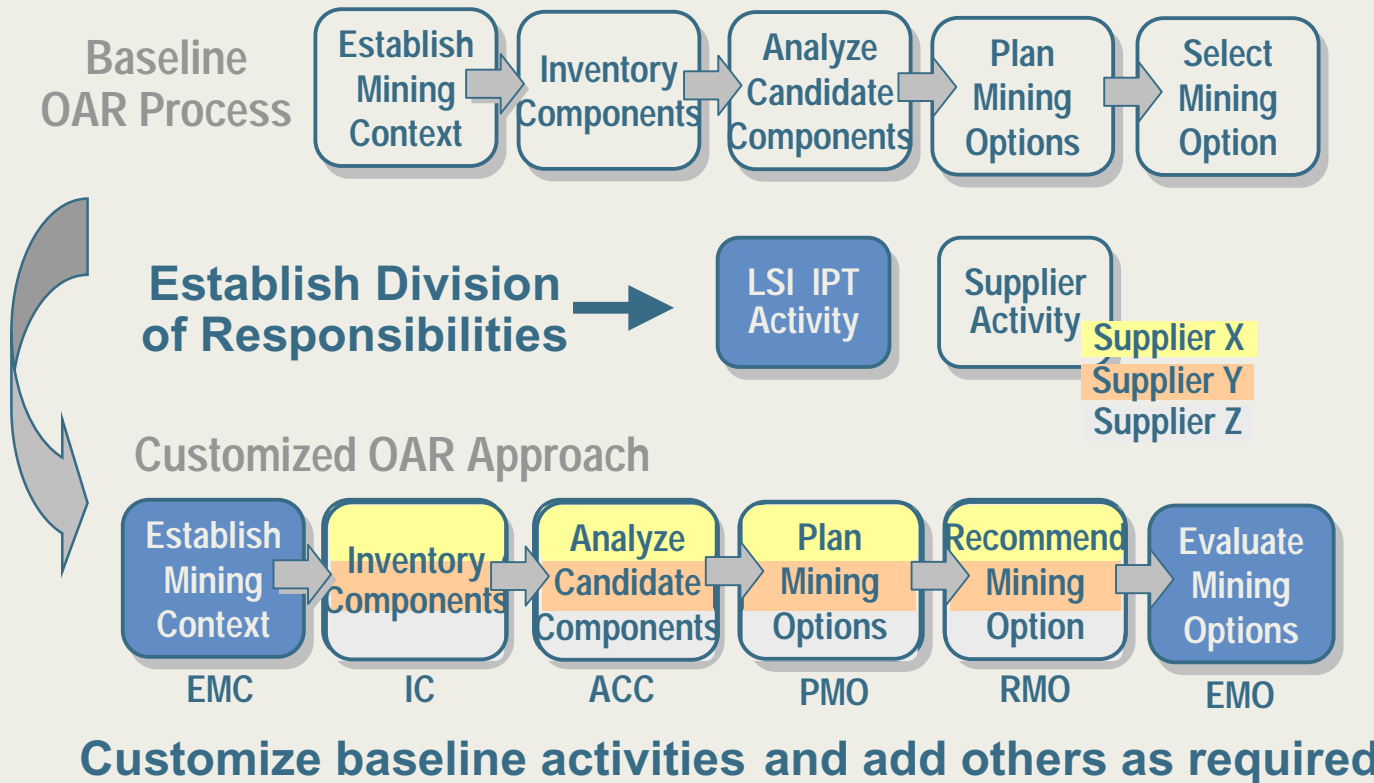 Baseline
OAR Process
Establish
Mining
Context
Inventory
Components
Analyze
Candidate
Components
Plan
Mining
Options
Select
Mining
Option
Establish Division
of Responsibilities
LSI IPT
Activity
Supplier
Activity
Supplier X
Supplier Y
Supplier Z
Customized OAR Approach
Establish
Mining
Context
Inventory
Components
Analyze
Candidate
Components
Plan
Mining
Options
Recommend
Mining
Option
Evaluate
Mining
Options
EMC
IC
ACC
PMO
RMO
EMO
Customize baseline activities and add others as required